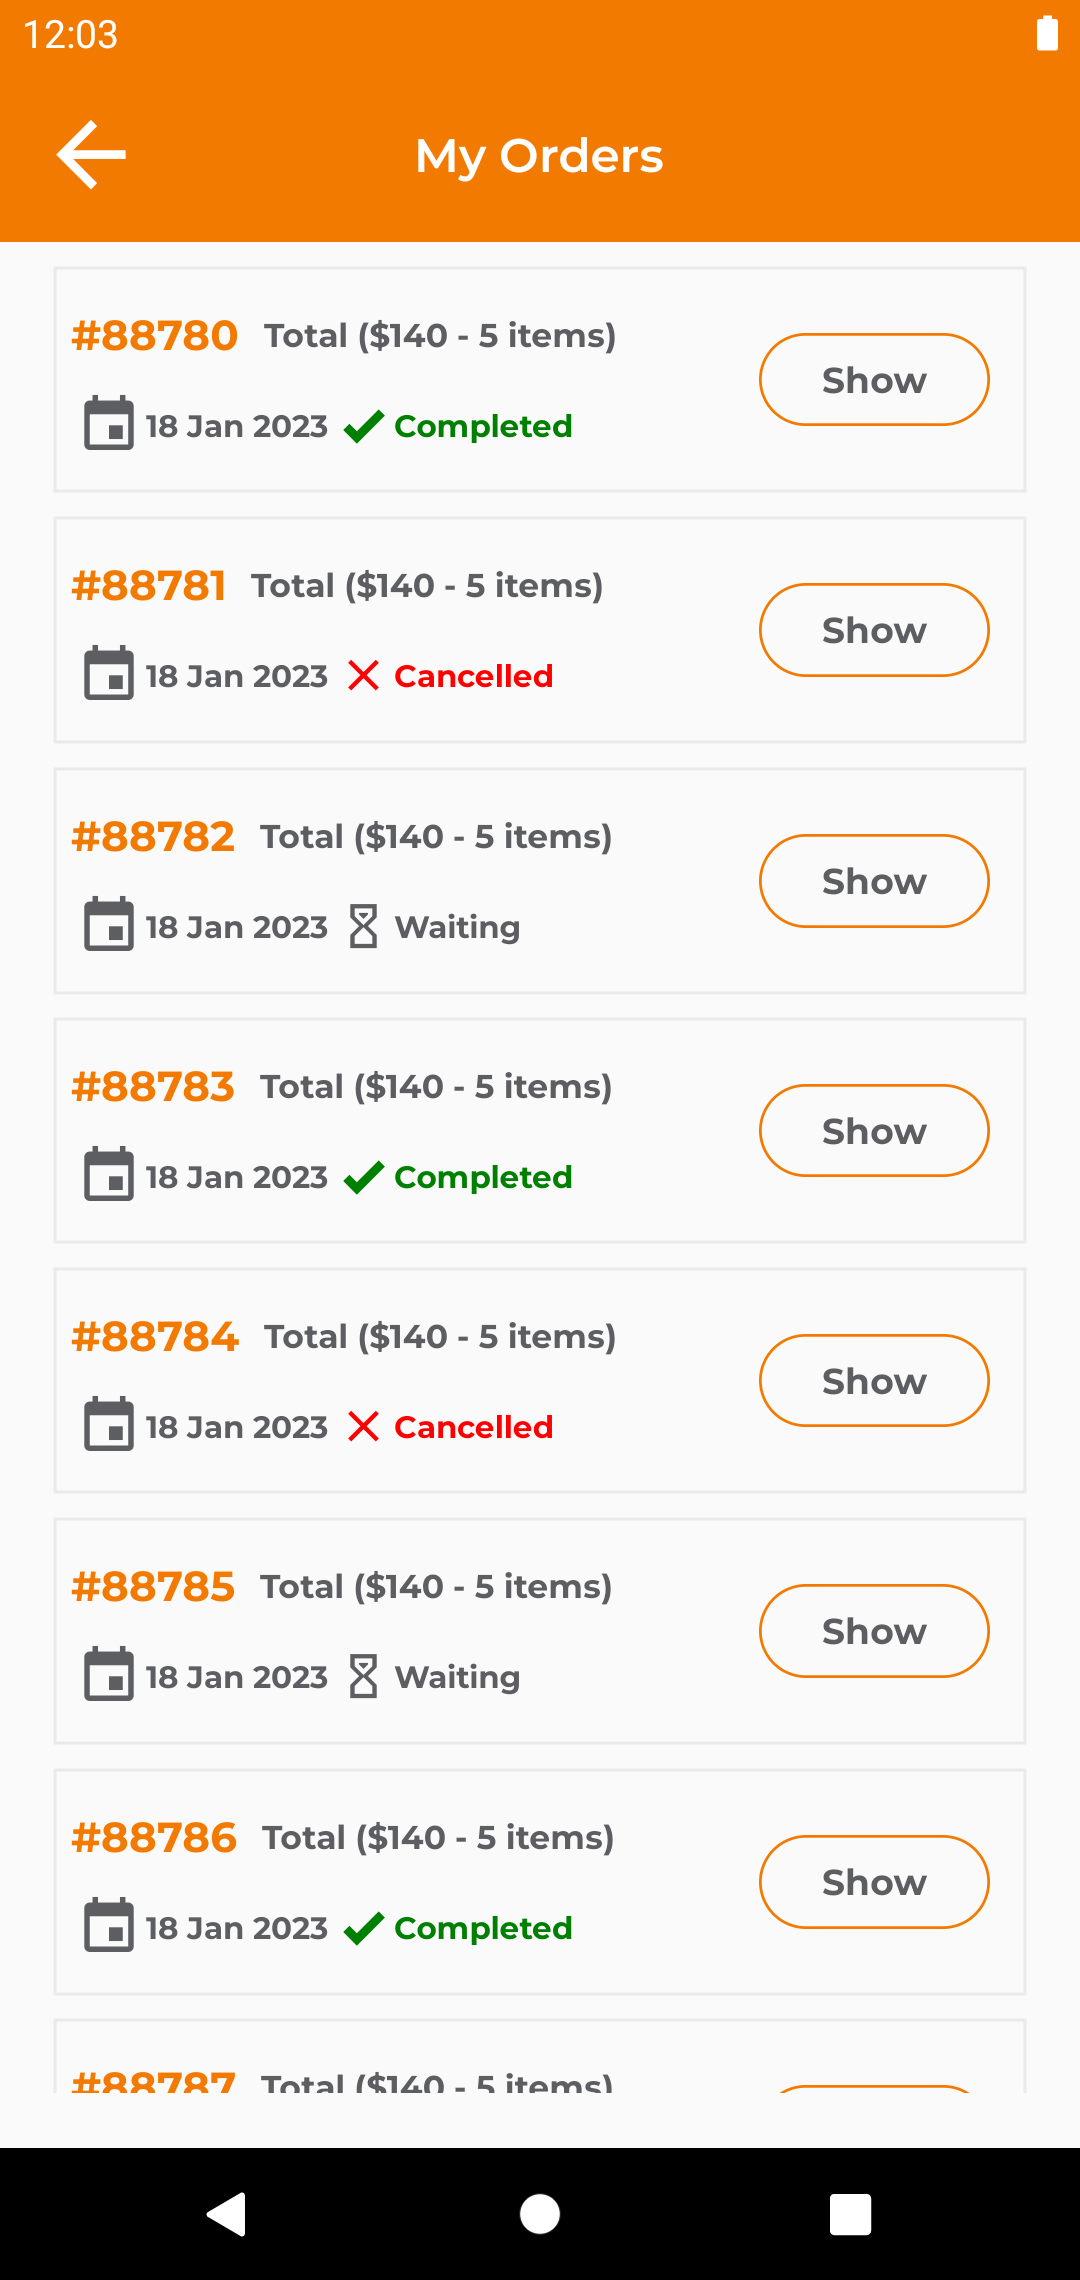 12:03
My Orders
#88780 Total ($140 - 5 items)
Show
18 Jan 2023 Completed
#88781 Total ($140 - 5 items)
Show
18 Jan 2023 Cancelled
#88782 Total ($140 - 5 items)
Show
18 Jan 2023 Waiting
#88783 Total ($140 - 5 items)
Show
18 Jan 2023 Completed
#88784 Total ($140 - 5 items)
Show
18 Jan 2023 Cancelled
#88785 Total ($140 - 5 items)
Show
18 Jan 2023 Waiting
#88786 Total ($140 - 5 items)
Show
18 Jan 2023 Completed
#88787 Total ($140 - 5 items)